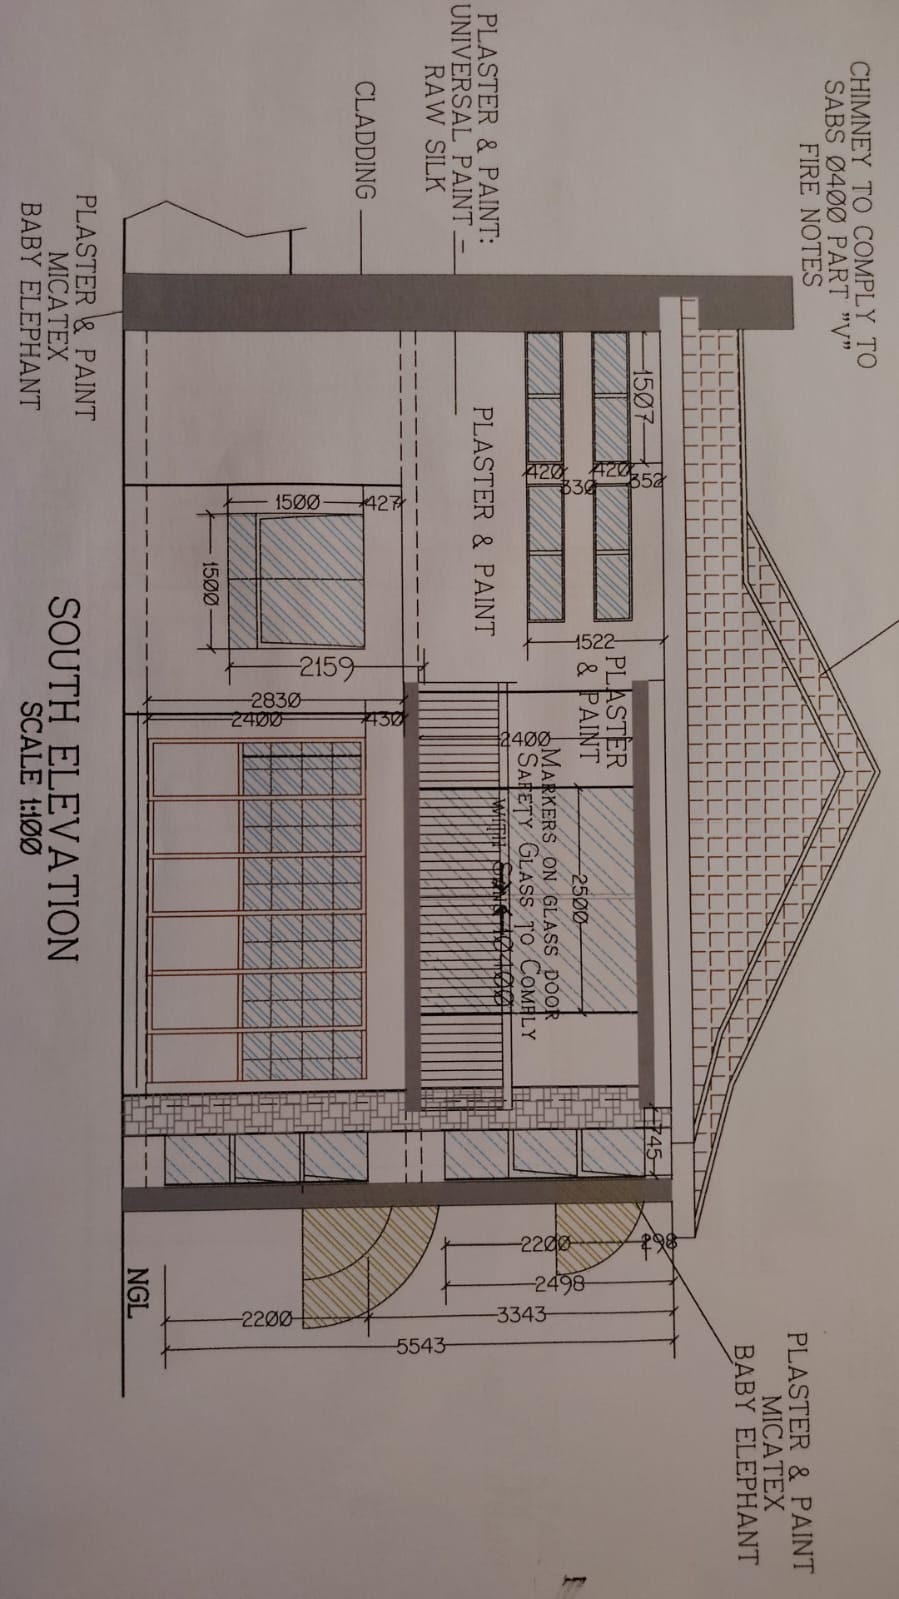 CHIMNEY TO COMPLY TO
SABS 0400 PART "V"
FIRE NOTES
PLASTER & PAINT:
UNIVERSAL PAINT -
RAW SILK
CLADDING
PLASTER & PAINT
MICATEX
BABY ELEPHANT
1507
420
420
352
330
PLASTER & PAINT
1500
427
1500
1522
2159
PLASTER
& PAINT
2830
2400
430
2400
MARKERS ON GLASS DOOR
SAFETY GLASS TO COMPLY
WITH
10400
2500
745
298
2200
2498
2200
3343
5543
NGL
PLASTER & PAINT
MICATEX
BABY ELEPHANT
SOUTH ELEVATION
SCALE 1:100